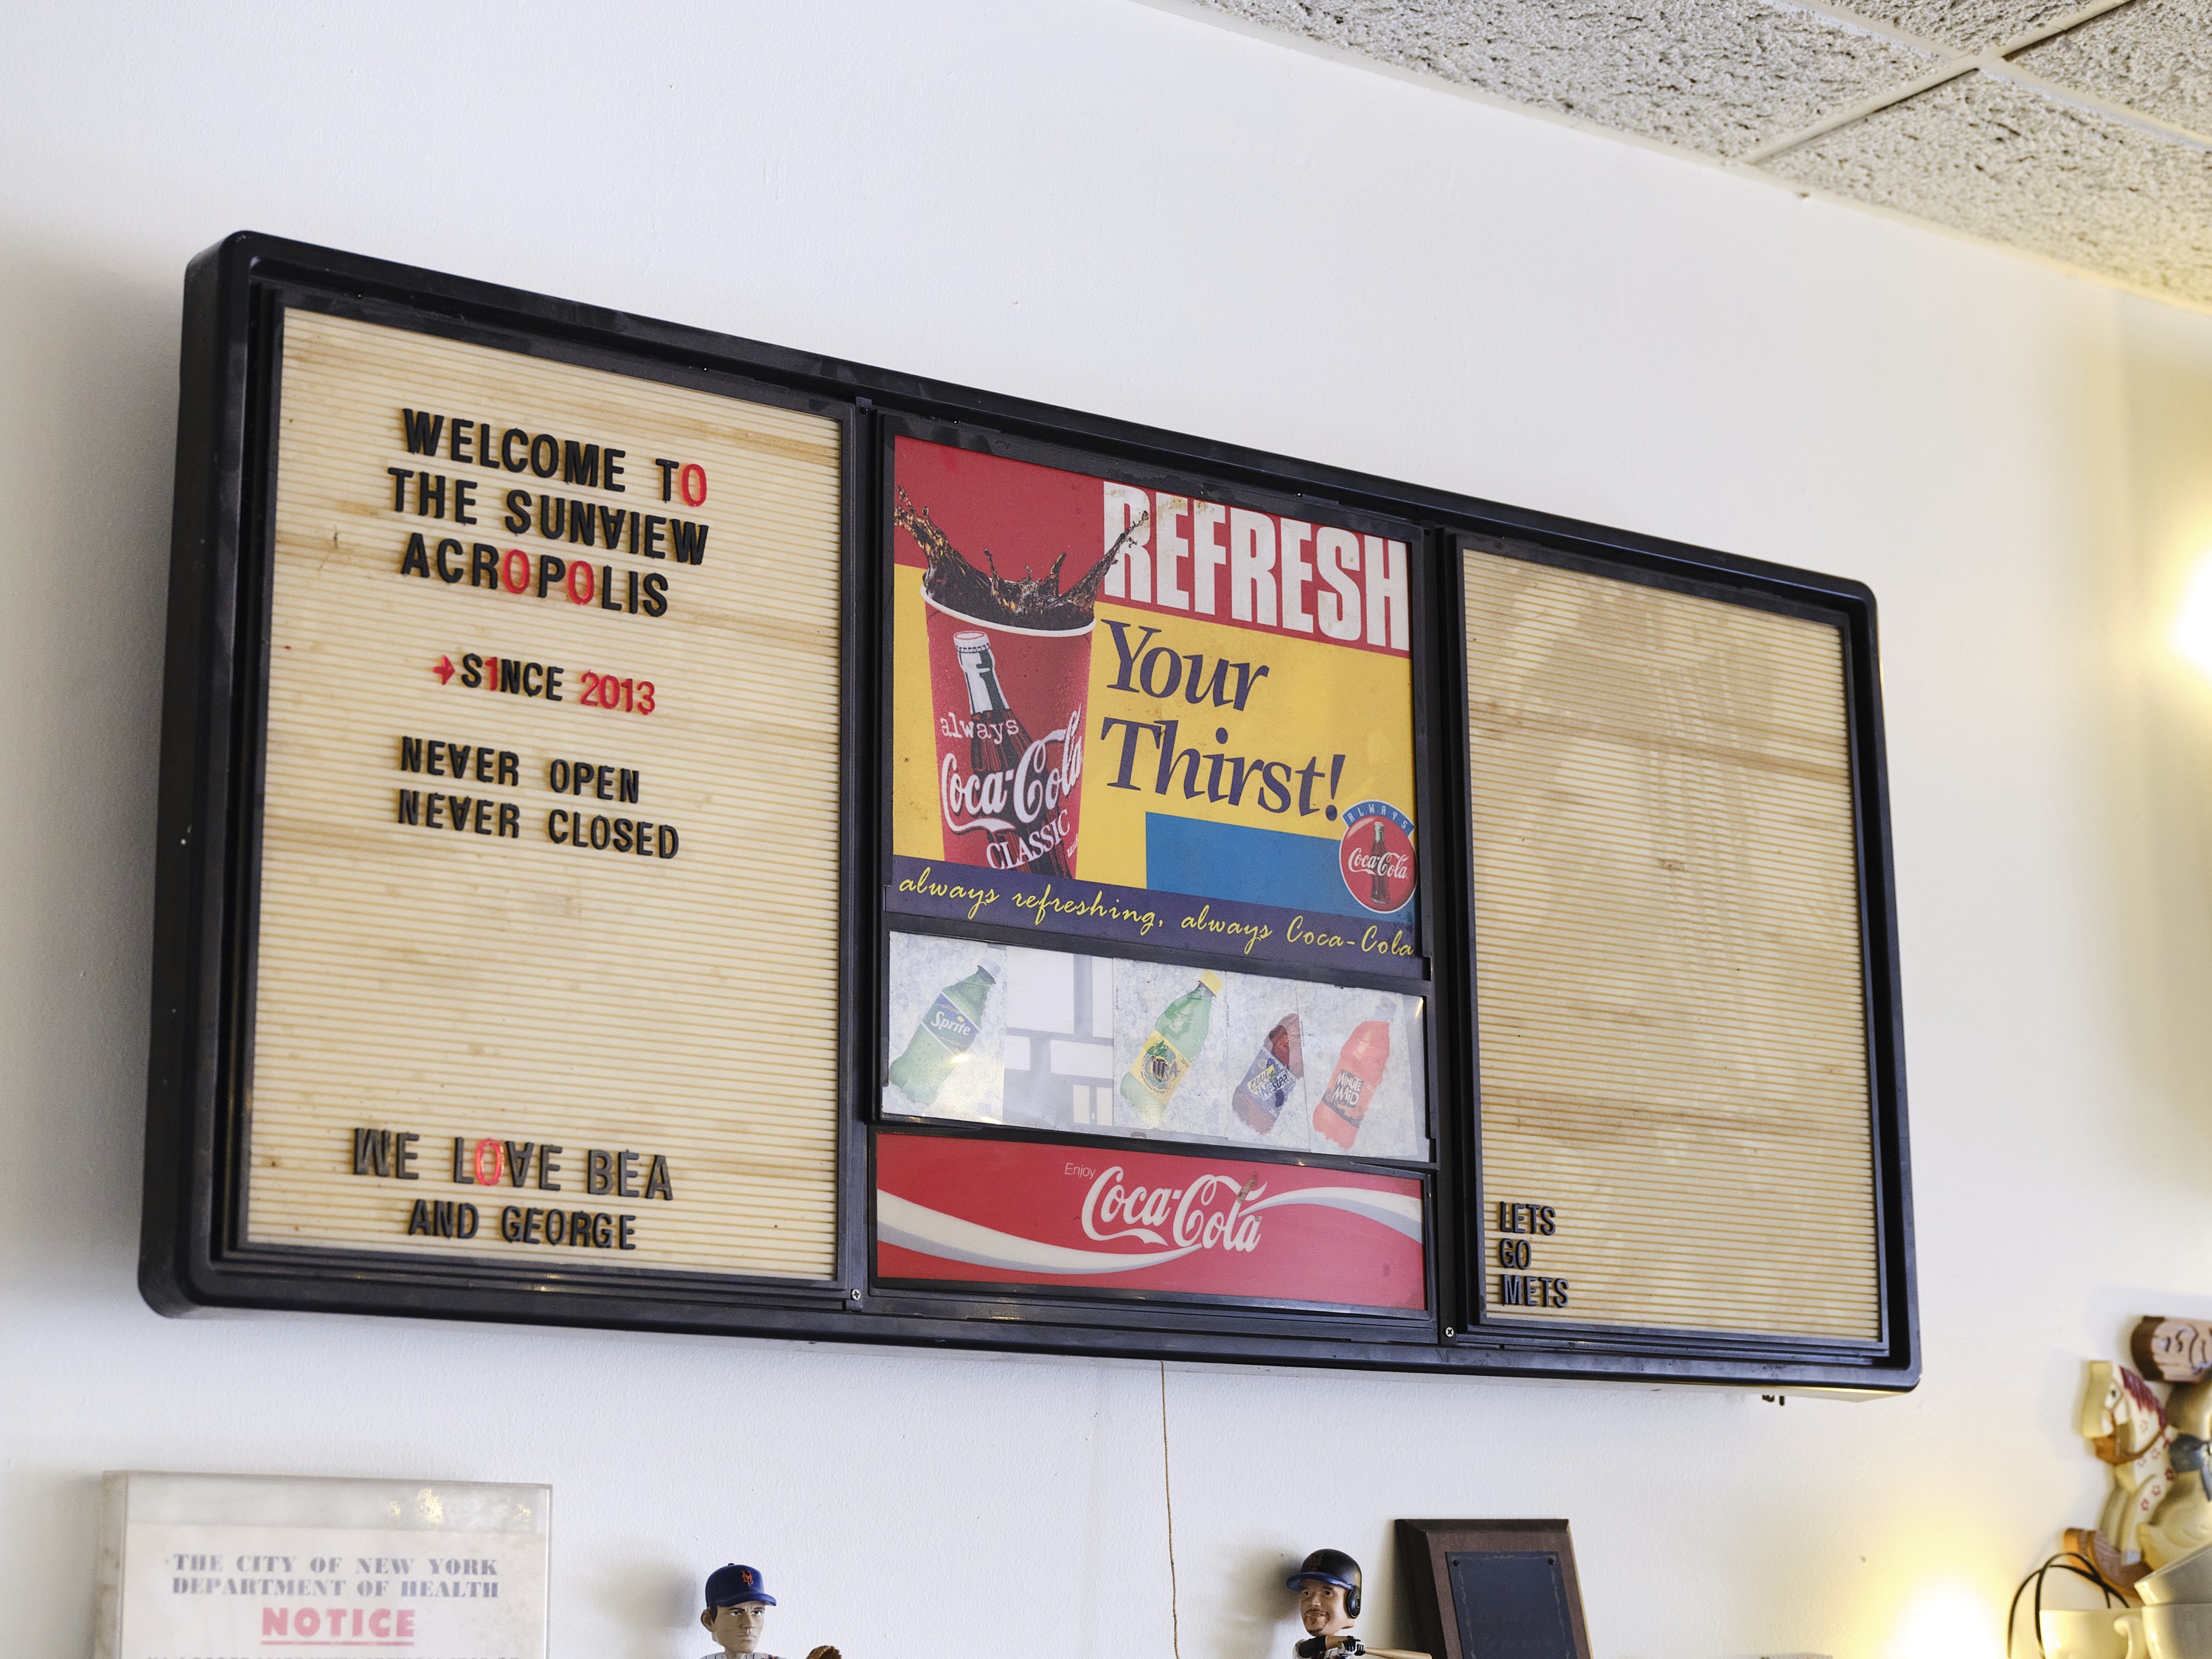 WELCOME TO
THE SUNVIEW
ACROPOLIS
→S1NCE 2013
NEVER OPEN
NEVER CLOSED
WE LOVE BEA
AND GEORGE
REFRESH
Your
Thirst!
always
Coca-Cola
CLASSIC
ALWAYS
Coca-Cola
always refreshing, always Coca-Cola
Sprite
MINUTE
MAID
Enjoy
Coca-Cola
LETS
GO
METS
THE CITY OF NEW YORK
DEPARTMENT OF HEALTH
NOTICE